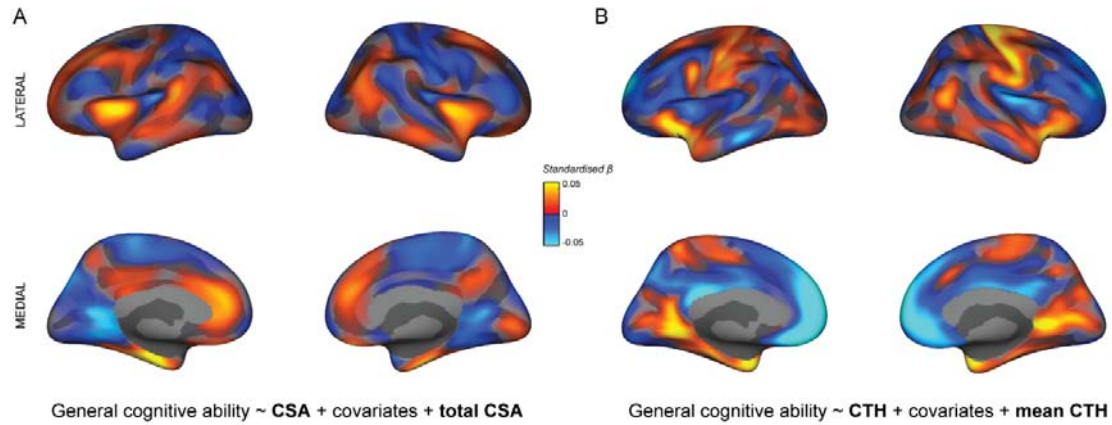 A
B
LATERAL
Standardised β
0.05
0
-0.05
MEDIAL
General cognitive ability ~ CSA + covariates + total CSA
General cognitive ability ~ CTH + covariates + mean CTH